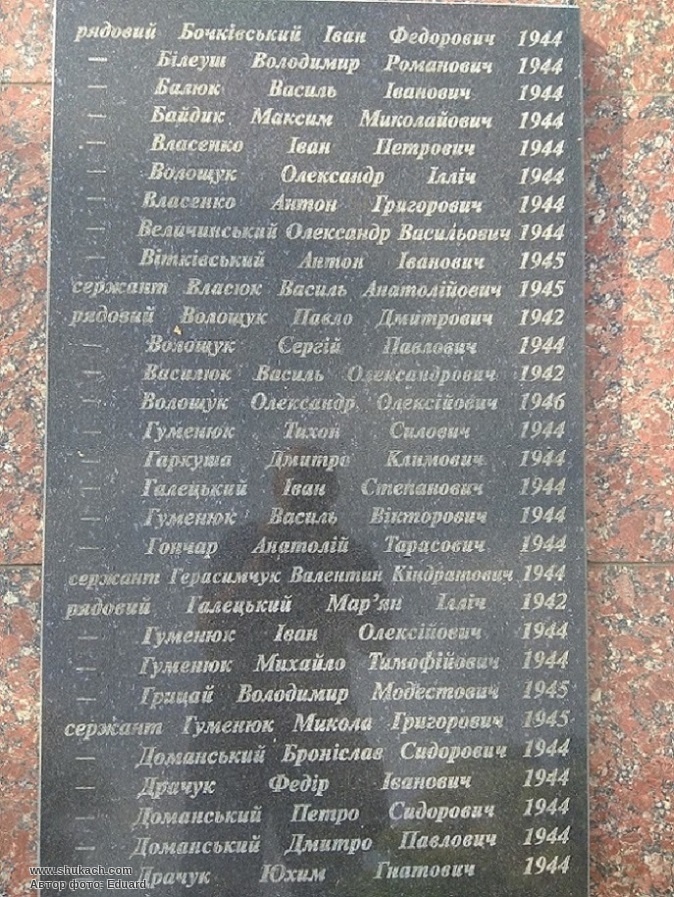 рядовий Бочківський Іван Федорович 1944
— Білеуш Володимир Романович 1944
— Балюк Василь Іванович 1944
— Байдик Максим Миколайович 1944
— Власенко Іван Петрович 1944
— Волощук Олександр Ілліч 1944
— Власенко Антон Григорович 1944
— Величинський Олександр Васильович 1944
— Вітківський Антон Іванович 1945
сержант Власюк Василь Анатолійович 1945
рядовий Волощук Павло Дмитрович 1942
— Волощук Сергій Павлович 1944
— Василюк Василь Олександрович 1942
— Волощук Олександр Олексійович 1946
— Гуменюк Тихон Силович 1944
— Гаркуша Дмитро Климович 1944
— Галецький Іван Степанович 1944
— Гуменюк Василь Вікторович 1944
— Гончар Анатолій Тарасович 1944
сержант Герасимчук Валентин Кіндратович 1944
рядовий Галецький Мар’ян Ілліч 1942
— Гуменюк Іван Олексійович 1944
— Гуменюк Михайло Тимофійович 1944
— Грицай Володимир Модестович 1945
сержант Гуменюк Микола Григорович 1945
— Доманський Броніслав Сидорович 1944
— Драчук Федір Іванович 1944
— Доманський Петро Сидорович 1944
— Доманський Дмитро Павлович 1944
— Драчук Юхим Гнатович 1944
www.shukach.com
Автор фото: Eduard